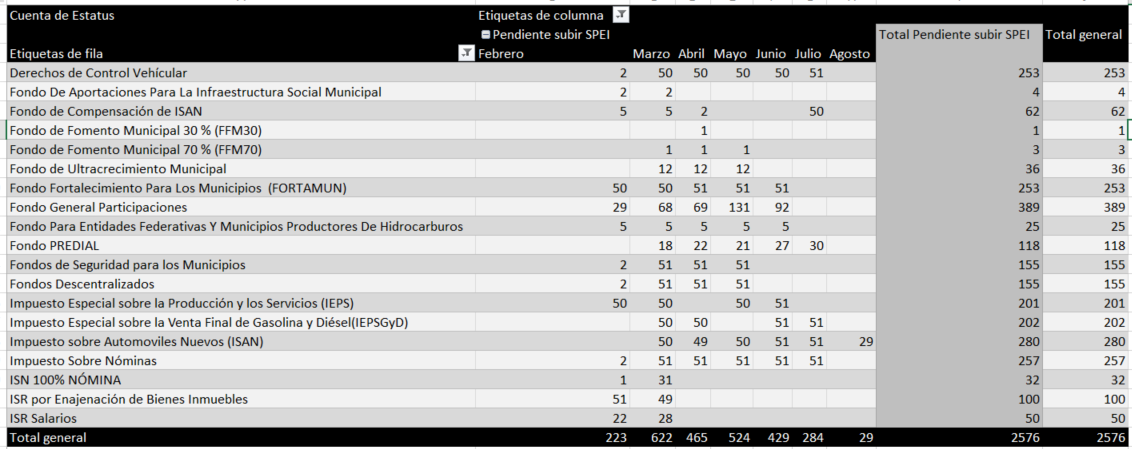 Cuenta de Estatus Etiquetas de columna
Pendiente subir SPEI Total Pendiente subir SPEI Total general
Etiquetas de fila Febrero Marzo Abril Mayo Junio Julio Agosto
Derechos de Control Vehícular 2 50 50 50 50 51 253 253
Fondo De Aportaciones Para La Infraestructura Social Municipal 2 2 4 4
Fondo de Compensación de ISAN 5 5 2 50 62 62
Fondo de Fomento Municipal 30 % (FFM30) 1 1 1
Fondo de Fomento Municipal 70 % (FFM70) 1 1 1 3 3
Fondo de Ultracrecimiento Municipal 12 12 12 36 36
Fondo Fortalecimiento Para Los Municipios (FORTAMUN) 50 50 51 51 51 253 253
Fondo General Participaciones 29 68 69 131 92 389 389
Fondo Para Entidades Federativas Y Municipios Productores De Hidrocarburos 5 5 5 5 5 25 25
Fondo PREDIAL 18 22 21 27 30 118 118
Fondos de Seguridad para los Municipios 2 51 51 51 155 155
Fondos Descentralizados 2 51 51 51 155 155
Impuesto Especial sobre la Producción y los Servicios (IEPS) 50 50 50 51 201 201
Impuesto Especial sobre la Venta Final de Gasolina y Diésel(IEPSGyD) 50 50 51 51 202 202
Impuesto sobre Automoviles Nuevos (ISAN) 50 49 50 51 51 29 280 280
Impuesto Sobre Nóminas 2 51 51 51 51 51 257 257
ISN 100% NÓMINA 1 31 32 32
ISR por Enajenación de Bienes Inmuebles 51 49 100 100
ISR Salarios 22 28 50 50
Total general 223 622 465 524 429 284 29 2576 2576